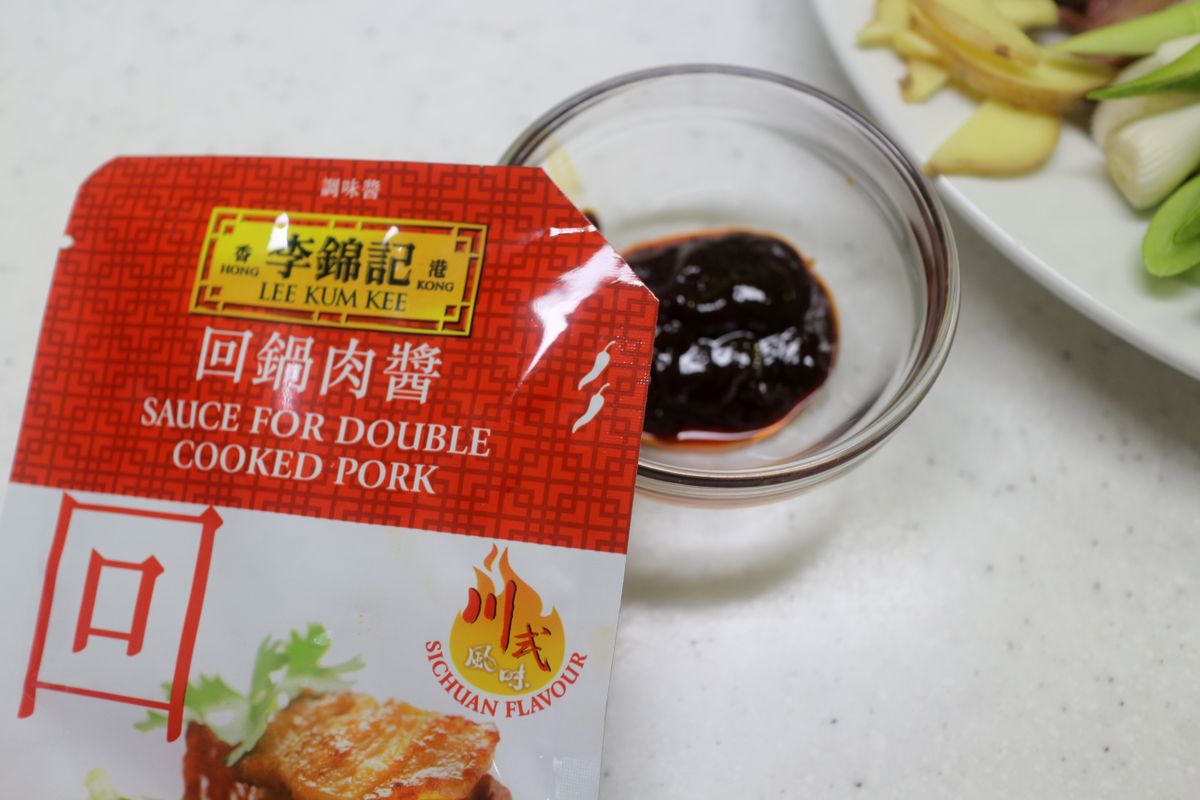 調味醬
香 李錦記 港
HONG KONG
LEE KUM KEE
回鍋肉醬
SAUCE FOR DOUBLE
COOKED PORK
回
川式
風味
SICHUAN FLAVOUR